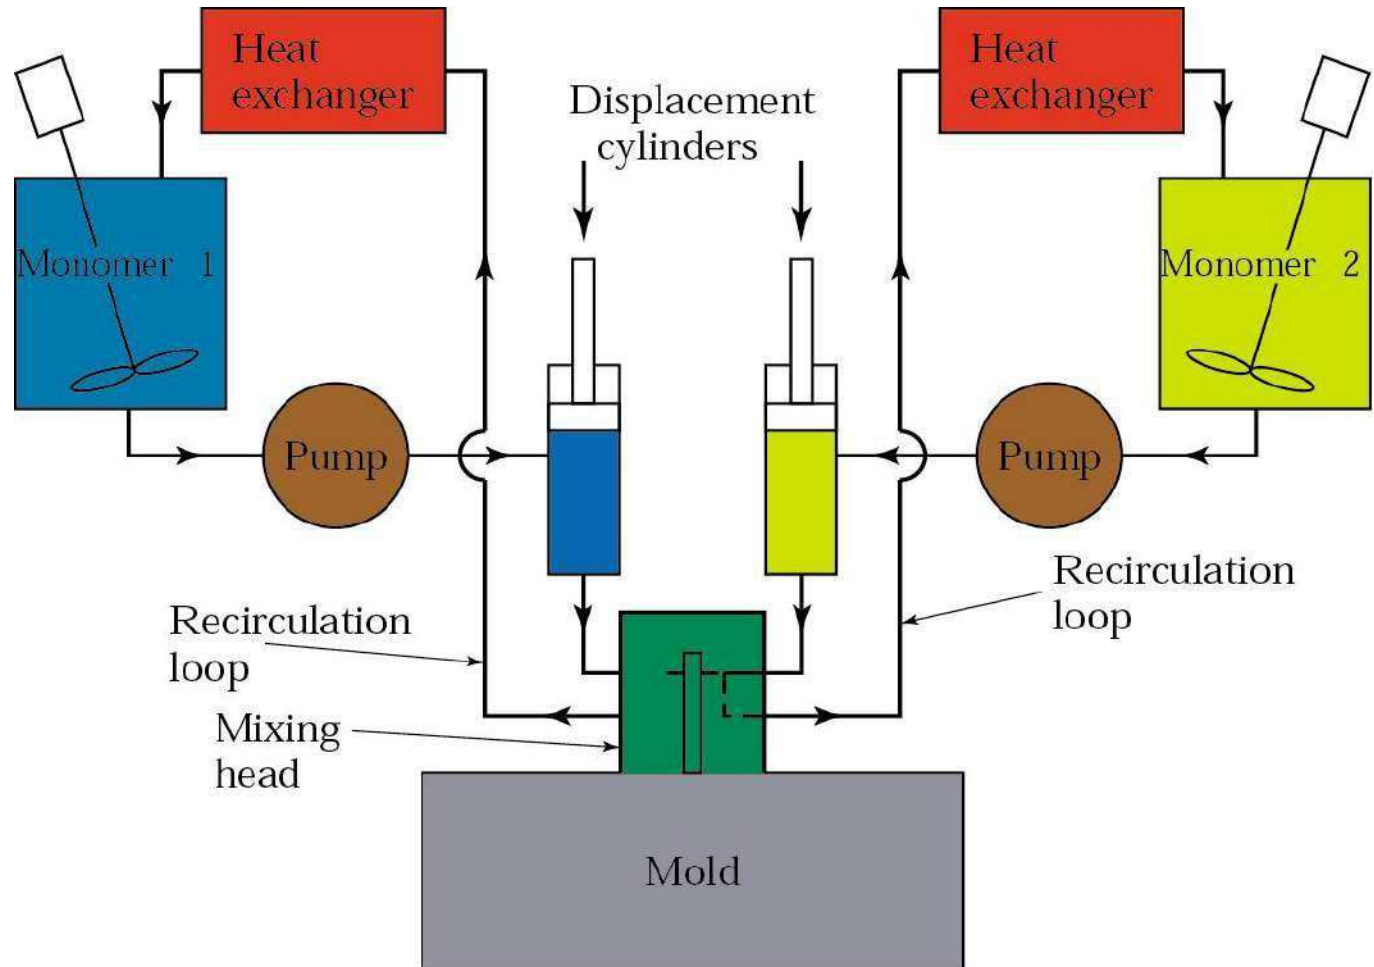 Heat
exchanger
Heat
exchanger
Displacement
cylinders
Monomer 1
Monomer 2
Pump
Pump
Recirculation
loop
Recirculation
loop
Mixing
head
Mold